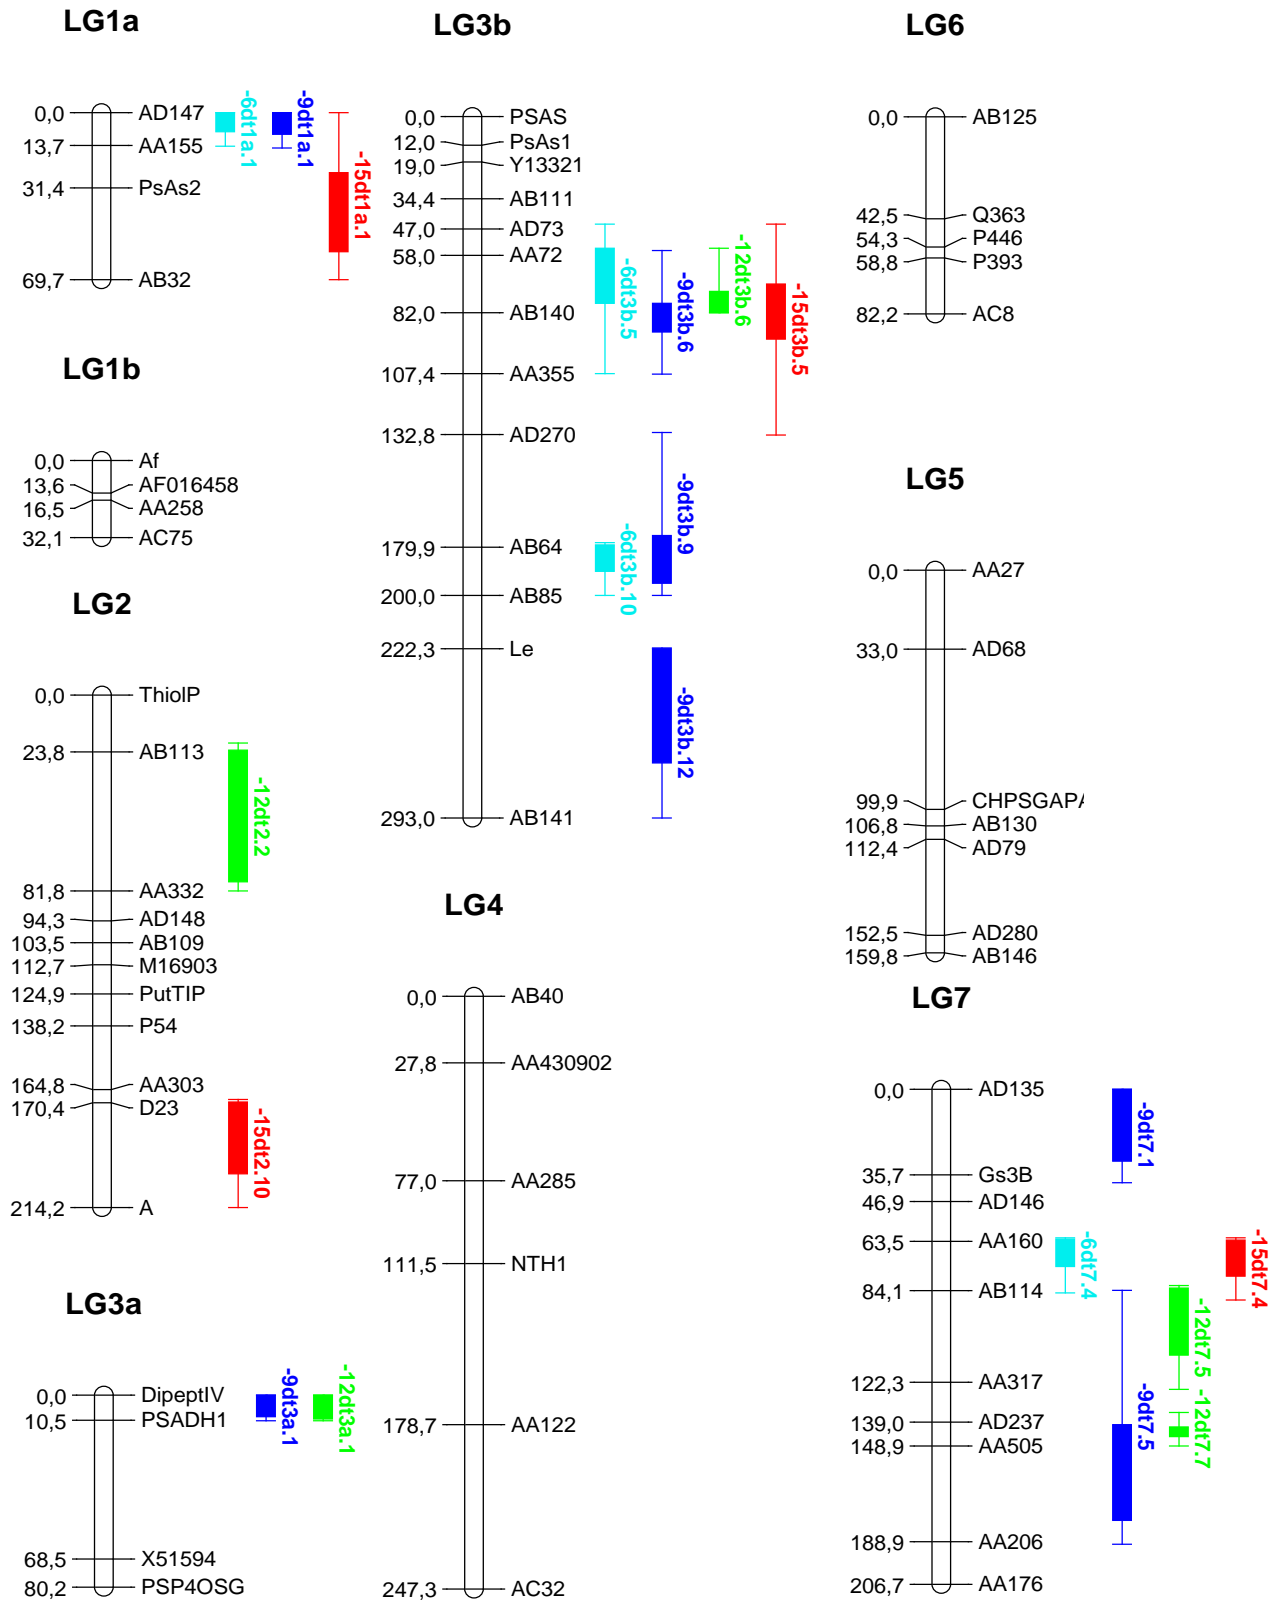 LG1a
0,0 AD147
13,7 AA155
31,4 PsAs2
69,7 AB32
-6dt1a.1
-9dt1a.1
-15dt1a.1
LG1b
0,0 Af
13,6 AF016458
16,5 AA258
32,1 AC75
LG2
0,0 ThiolP
23,8 AB113
81,8 AA332
94,3 AD148
103,5 AB109
112,7 M16903
124,9 PutTIP
138,2 P54
164,8 AA303
170,4 D23
214,2 A
-12dt2.2
-15dt2.10
LG3a
0,0 DipeptIV
10,5 PSADH1
68,5 X51594
80,2 PSP4OSG
-9dt3a.1
-12dt3a.1
LG3b
0,0 PSAS
12,0 PsAs1
19,0 Y13321
34,4 AB111
47,0 AD73
58,0 AA72
82,0 AB140
107,4 AA355
132,8 AD270
179,9 AB64
200,0 AB85
222,3 Le
293,0 AB141
-6dt3b.5
-9dt3b.6
-12dt3b.6
-15dt3b.5
-6dt3b.10
-9dt3b.9
-9dt3b.12
LG4
0,0 AB40
27,8 AA430902
77,0 AA285
111,5 NTH1
178,7 AA122
247,3 AC32
LG6
0,0 AB125
42,5 Q363
54,3 P446
58,8 P393
82,2 AC8
LG5
0,0 AA27
33,0 AD68
99,9 CHPSGAPA
106,8 AB130
112,4 AD79
152,5 AD280
159,8 AB146
LG7
0,0 AD135
35,7 Gs3B
46,9 AD146
63,5 AA160
84,1 AB114
122,3 AA317
139,0 AD237
148,9 AA505
188,9 AA206
206,7 AA176
-6dt7.4
-9dt7.1
-9dt7.5
-12dt7.5
-12dt7.7
-15dt7.4